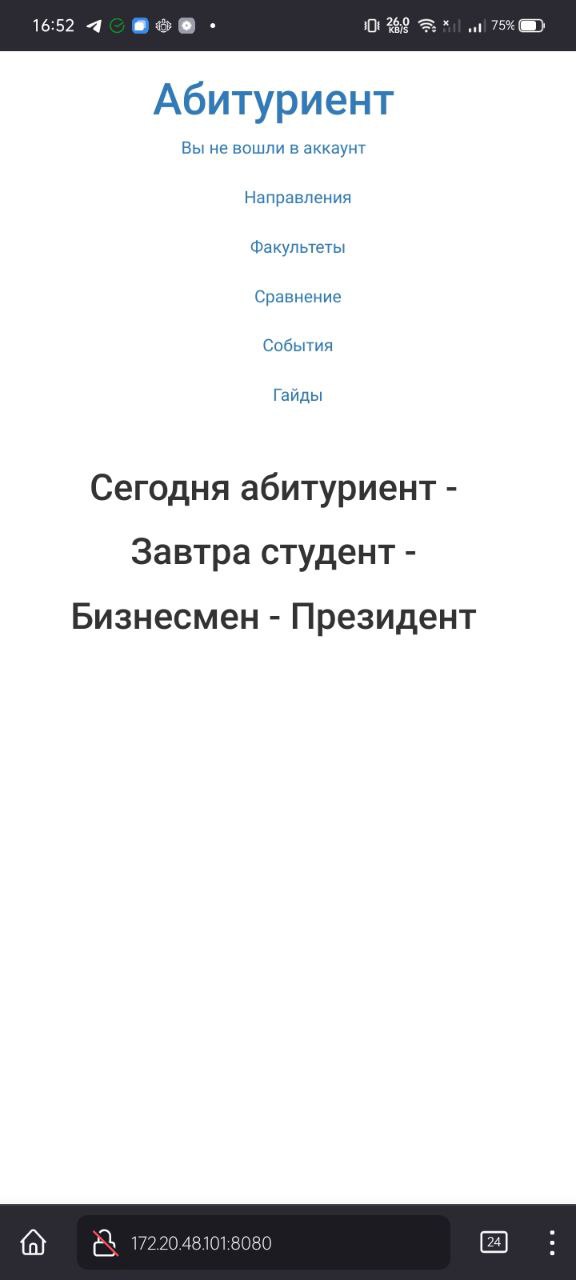 16:52
26.0
KB/S
75%
Абитуриент
Вы не вошли в аккаунт
Направления
Факультеты
Сравнение
События
Гайды
Сегодня абитуриент -
Завтра студент -
Бизнесмен - Президент
172.20.48.101:8080
24